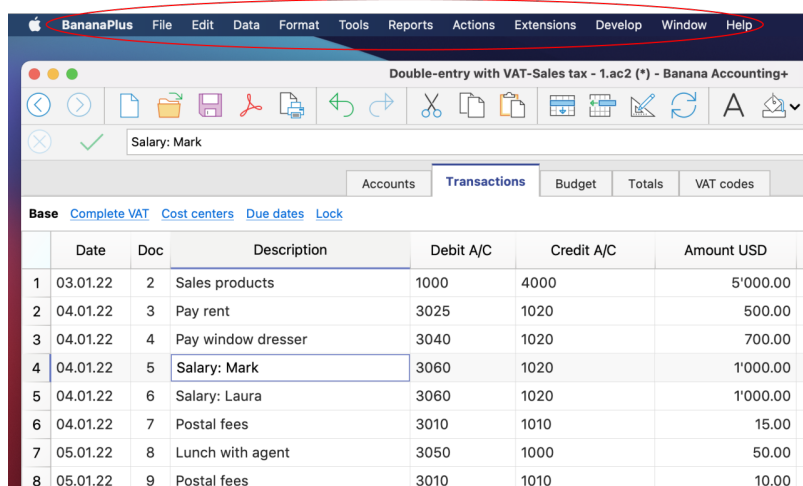 BananaPlus File Edit Data Format Tools Reports Actions Extensions Develop Window Help
Double-entry with VAT-Sales tax - 1.ac2 (*) - Banana Accounting+
Salary: Mark
Accounts Transactions Budget Totals VAT codes
Base Complete VAT Cost centers Due dates Lock
Date Doc Description Debit A/C Credit A/C Amount USD
1 03.01.22 2 Sales products 1000 4000 5'000.00
2 04.01.22 3 Pay rent 3025 1020 500.00
3 04.01.22 4 Pay window dresser 3040 1020 700.00
4 04.01.22 5 Salary: Mark 3060 1020 1'000.00
5 04.01.22 6 Salary: Laura 3060 1020 1'000.00
6 04.01.22 7 Postal fees 3010 1010 15.00
7 05.01.22 8 Lunch with agent 3050 1000 50.00
8 05.01.22 9 Postal fees 3010 1010 10.00